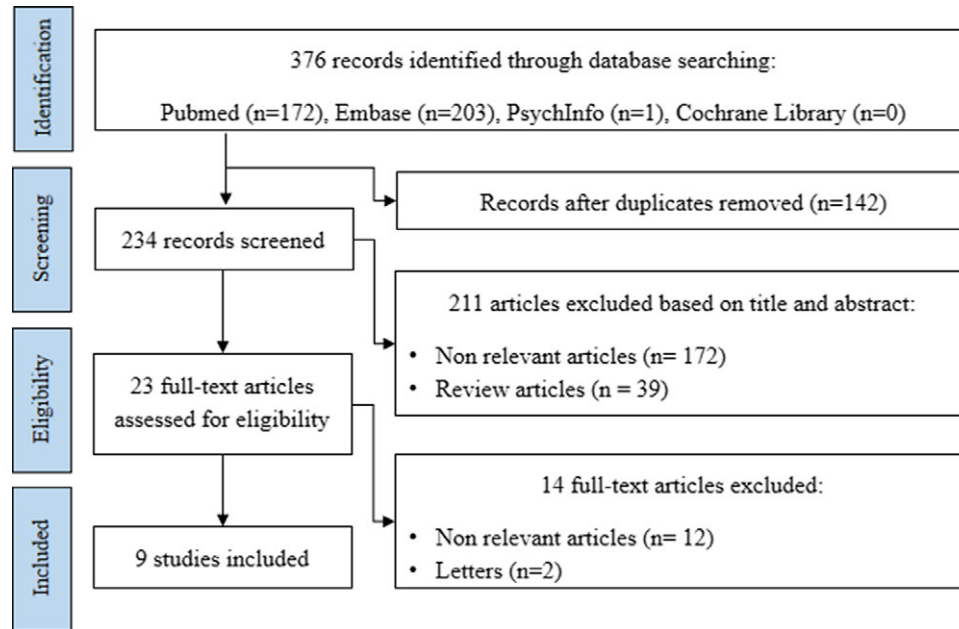 Identification
376 records identified through database searching:
Pubmed (n=172), Embase (n=203), PsychInfo (n=1), Cochrane Library (n=0)
Screening
Records after duplicates removed (n=142)
234 records screened
211 articles excluded based on title and abstract:
• Non relevant articles (n= 172)
• Review articles (n = 39)
Eligibility
23 full-text articles
assessed for eligibility
14 full-text articles excluded:
• Non relevant articles (n= 12)
• Letters (n=2)
Included
9 studies included